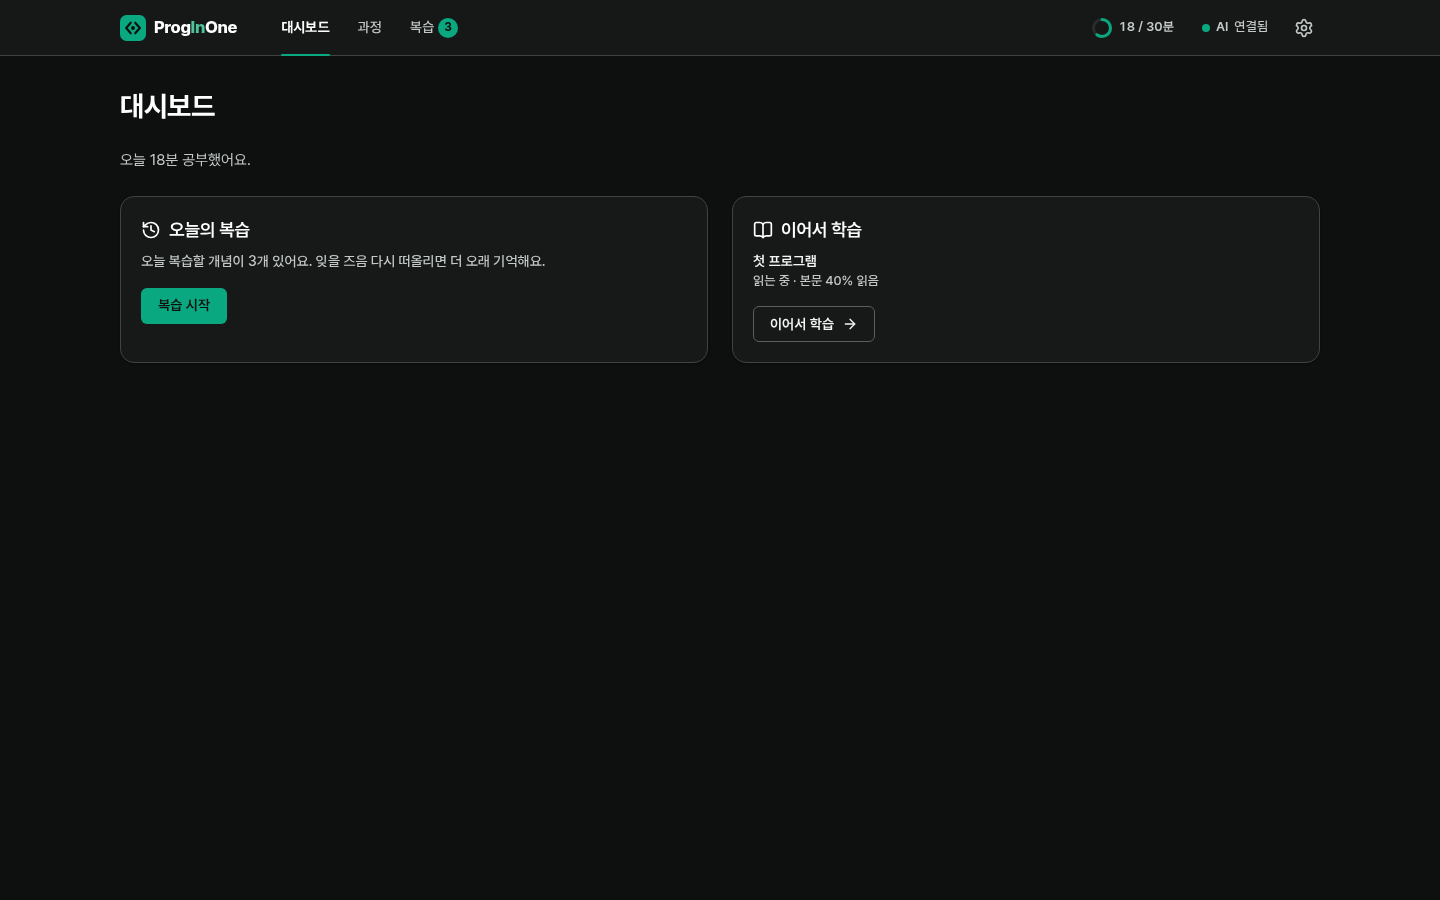 ProgInOne 대시보드 과정 복습 3 18 / 30분 AI 연결됨
대시보드
오늘 18분 공부했어요.
오늘의 복습
오늘 복습할 개념이 3개 있어요. 잊을 즈음 다시 떠올리면 더 오래 기억해요.
복습 시작
이어서 학습
첫 프로그램
읽는 중 · 본문 40% 읽음
이어서 학습